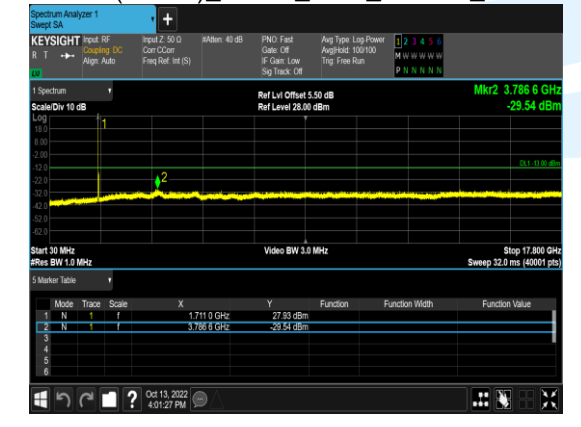 Spectrum Analyzer 1
Swept SA
KEYSIGHT Input: RF Input Z: 50 Ω #Atten: 40 dB PNO: Fast Avg Type: Log-Power 1 2 3 4 5 6
R T Coupling: DC Corr CCorr Gate: Off Avg|Hold: 100/100 M W W W W W
Align: Auto Freq Ref: Int (S) IF Gain: Low Trig: Free Run
LV Sig Track: Off P N N N N N
1 Spectrum Ref Lvl Offset 5.50 dB Mkr2 3.786 6 GHz
Scale/Div 10 dB Ref Level 28.00 dBm -29.54 dBm
Log
1
18.0
8.00
-2.00
-12.0 DL1 -13.00 dBm
-22.0 2
-32.0
-42.0
-52.0
-62.0
Start 30 MHz Video BW 3.0 MHz Stop 17.800 GHz
#Res BW 1.0 MHz Sweep 32.0 ms (40001 pts)
5 Marker Table
Mode Trace Scale X Y Function Function Width Function Value
1 N 1 f 1.711 0 GHz 27.93 dBm
2 N 1 f 3.786 6 GHz -29.54 dBm
3
4
5
6
? Oct 13, 2022
4:01:27 PM